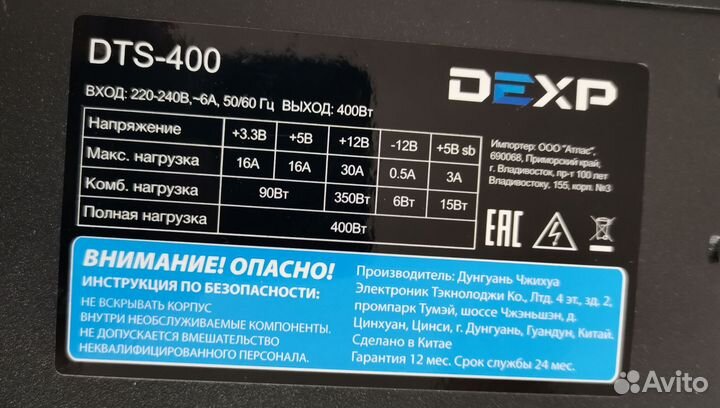 DTS-400
DEXP
ВХОД: 220-240В,~6А, 50/60 Гц ВЫХОД: 400Вт
Напряжение +3.3В +5В +12В -12В +5В sb
Макс. нагрузка 16А 16А 30А 0.5А 3А
Комб. нагрузка 90Вт 350Вт 6Вт 15Вт
Полная нагрузка 400Вт
Импортер: ООО "Атлас",
690068, Приморский край,
г. Владивосток, пр-т 100 лет
Владивостоку, 155, корп. №3
EAC
ВНИМАНИЕ! ОПАСНО!
ИНСТРУКЦИЯ ПО БЕЗОПАСНОСТИ:
НЕ ВСКРЫВАТЬ КОРПУС
ВНУТРИ НЕОБСЛУЖИВАЕМЫЕ КОМПОНЕНТЫ.
НЕ ДОПУСКАЕТСЯ ВМЕШАТЕЛЬСТВО
НЕКВАЛИФИЦИРОВАННОГО ПЕРСОНАЛА.
Производитель: Дунгуань Чжихуа
Электроник Тэкнолоджи Ко., Лтд. 4 эт., зд. 2,
промпарк Тумэй, шоссе Чжэньшэн, д.
Цинхуан, Цинси, г. Дунгуань, Гуандун, Китай.
Сделано в Китае
Гарантия 12 мес. Срок службы 24 мес.
Avito